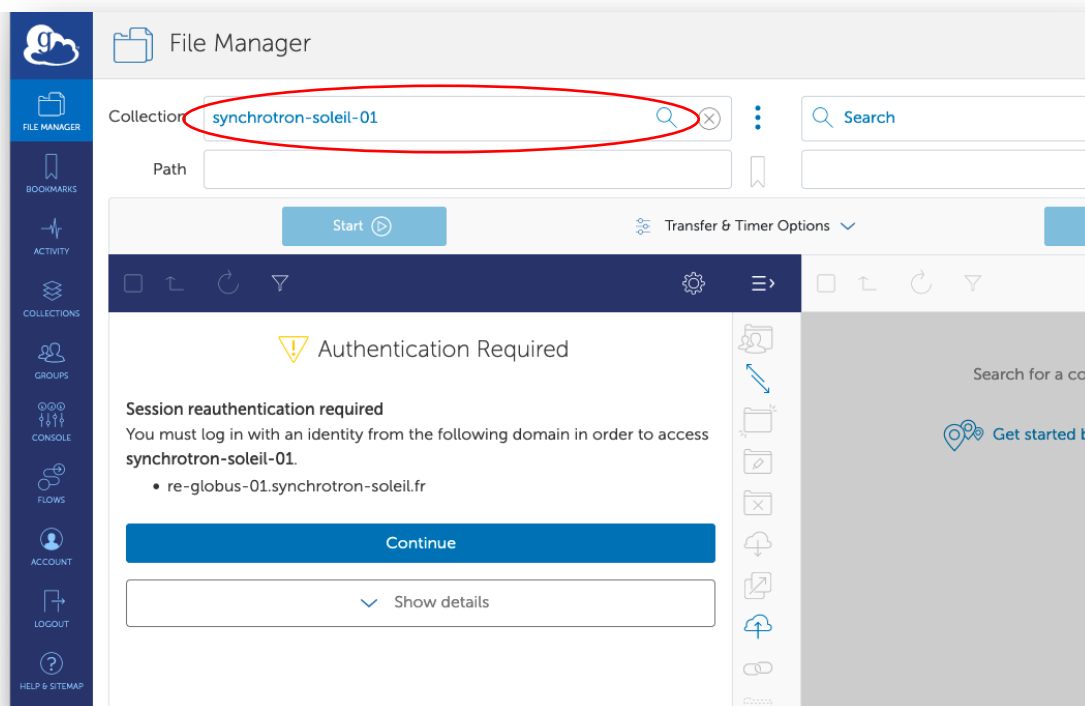 g
File Manager
FILE MANAGER
BOOKMARKS
ACTIVITY
COLLECTIONS
GROUPS
CONSOLE
FLOWS
ACCOUNT
LOGOUT
?
HELP & SITEMAP
Collection
synchrotron-soleil-01
Search
Path
Start
Transfer & Timer Options
Authentication Required
Session reauthentication required
You must log in with an identity from the following domain in order to access
synchrotron-soleil-01.
• re-globus-01.synchrotron-soleil.fr
Continue
Show details
Search for a co
Get started b